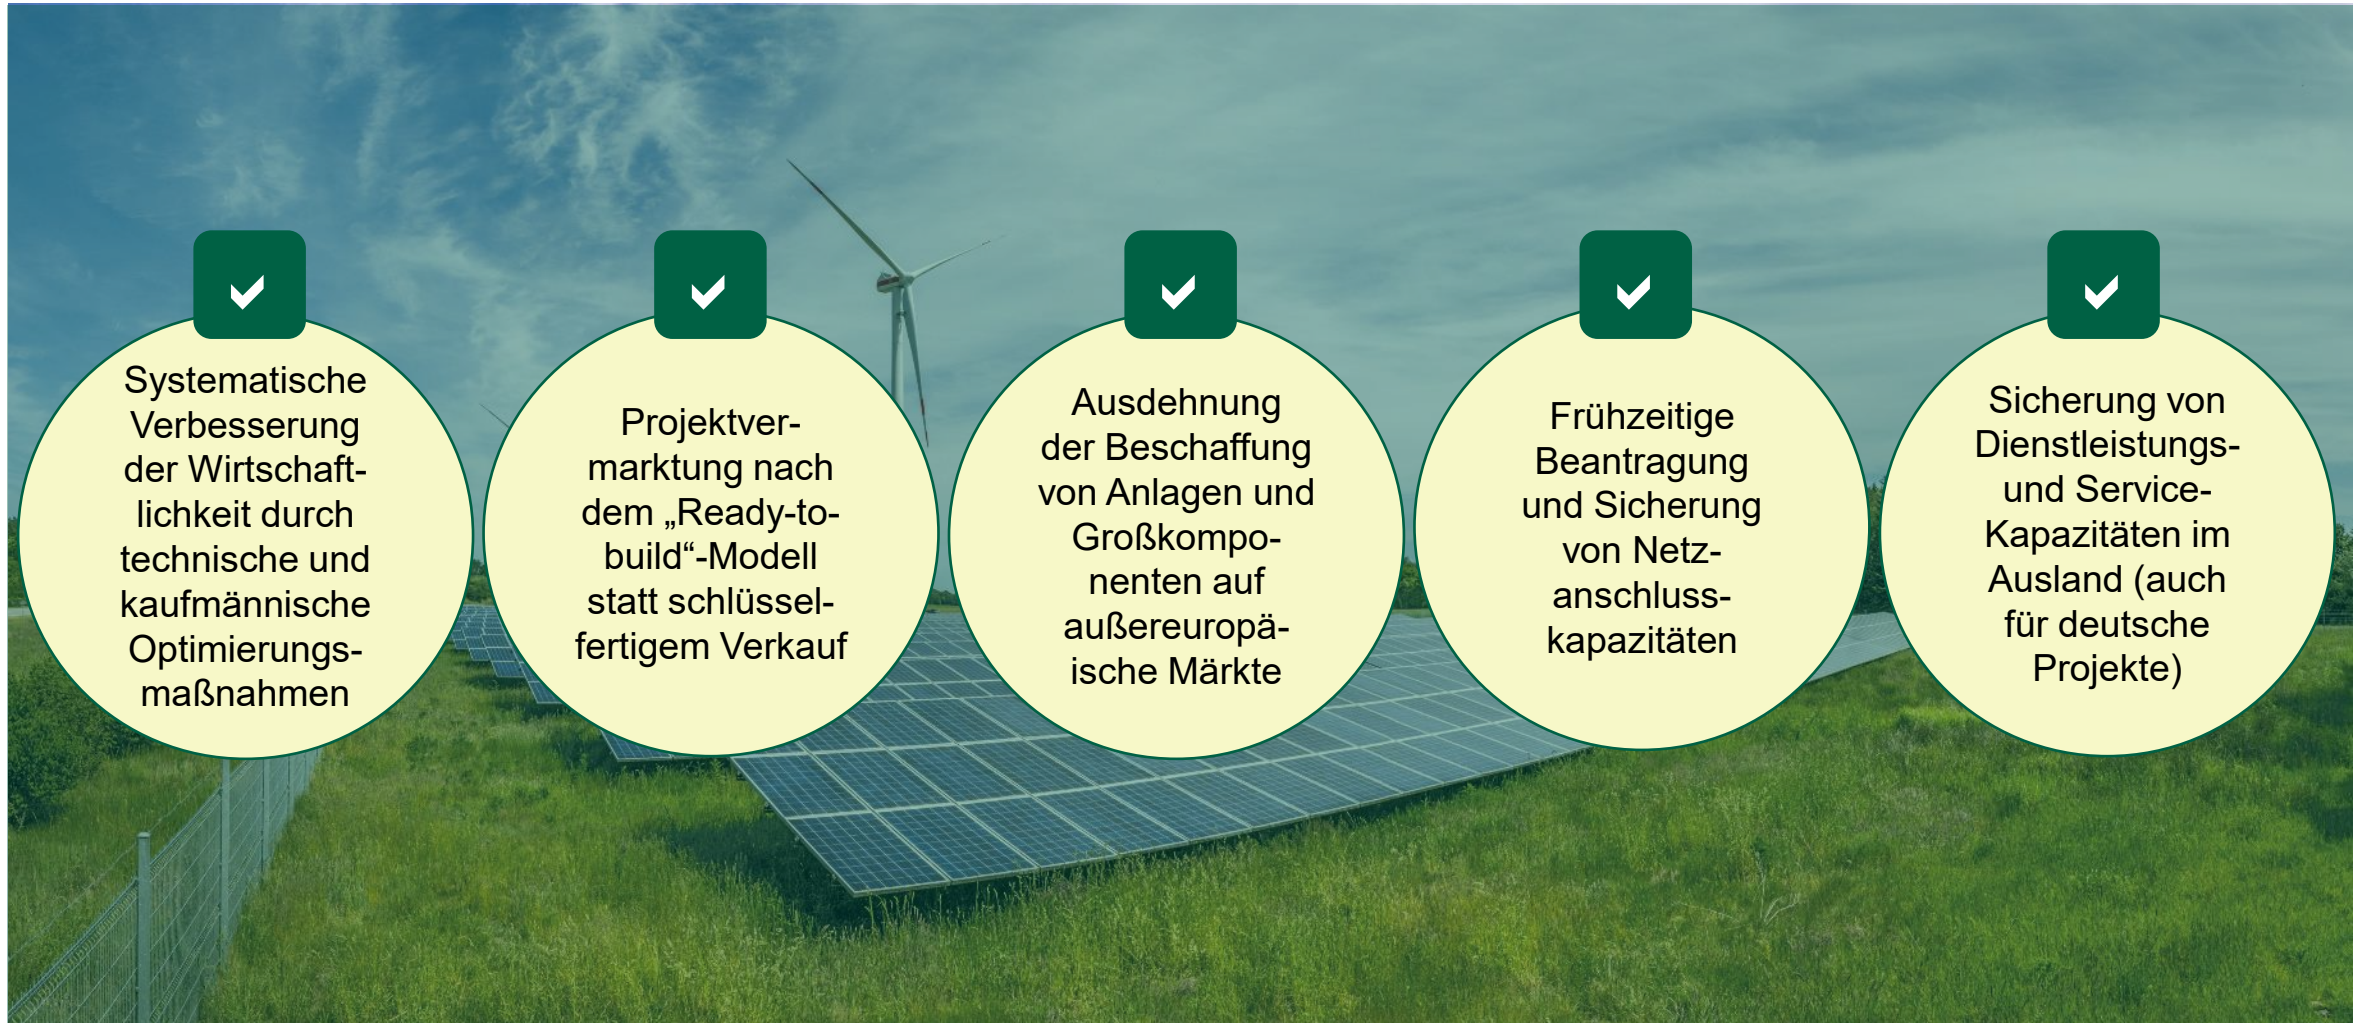 Systematische
Verbesserung
der Wirtschaft-
lichkeit durch
technische und
kaufmännische
Optimierungs-
maßnahmen
Projektver-
marktung nach
dem „Ready-to-
build“-Modell
statt schlüssel-
fertigem Verkauf
Ausdehnung
der Beschaffung
von Anlagen und
Großkompo-
nenten auf
außereuropä-
ische Märkte
Frühzeitige
Beantragung
und Sicherung
von Netz-
anschluss-
kapazitäten
Sicherung von
Dienstleistungs-
und Service-
Kapazitäten im
Ausland (auch
für deutsche
Projekte)